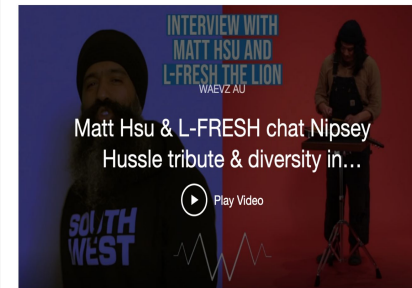 INTERVIEW WITH
MATT HSU AND
L-FRESH THE LION
WAEVZ AU
Matt Hsu & L-FRESH chat Nipsey
Hussle tribute & diversity in…
Play Video
SOUTH
WEST